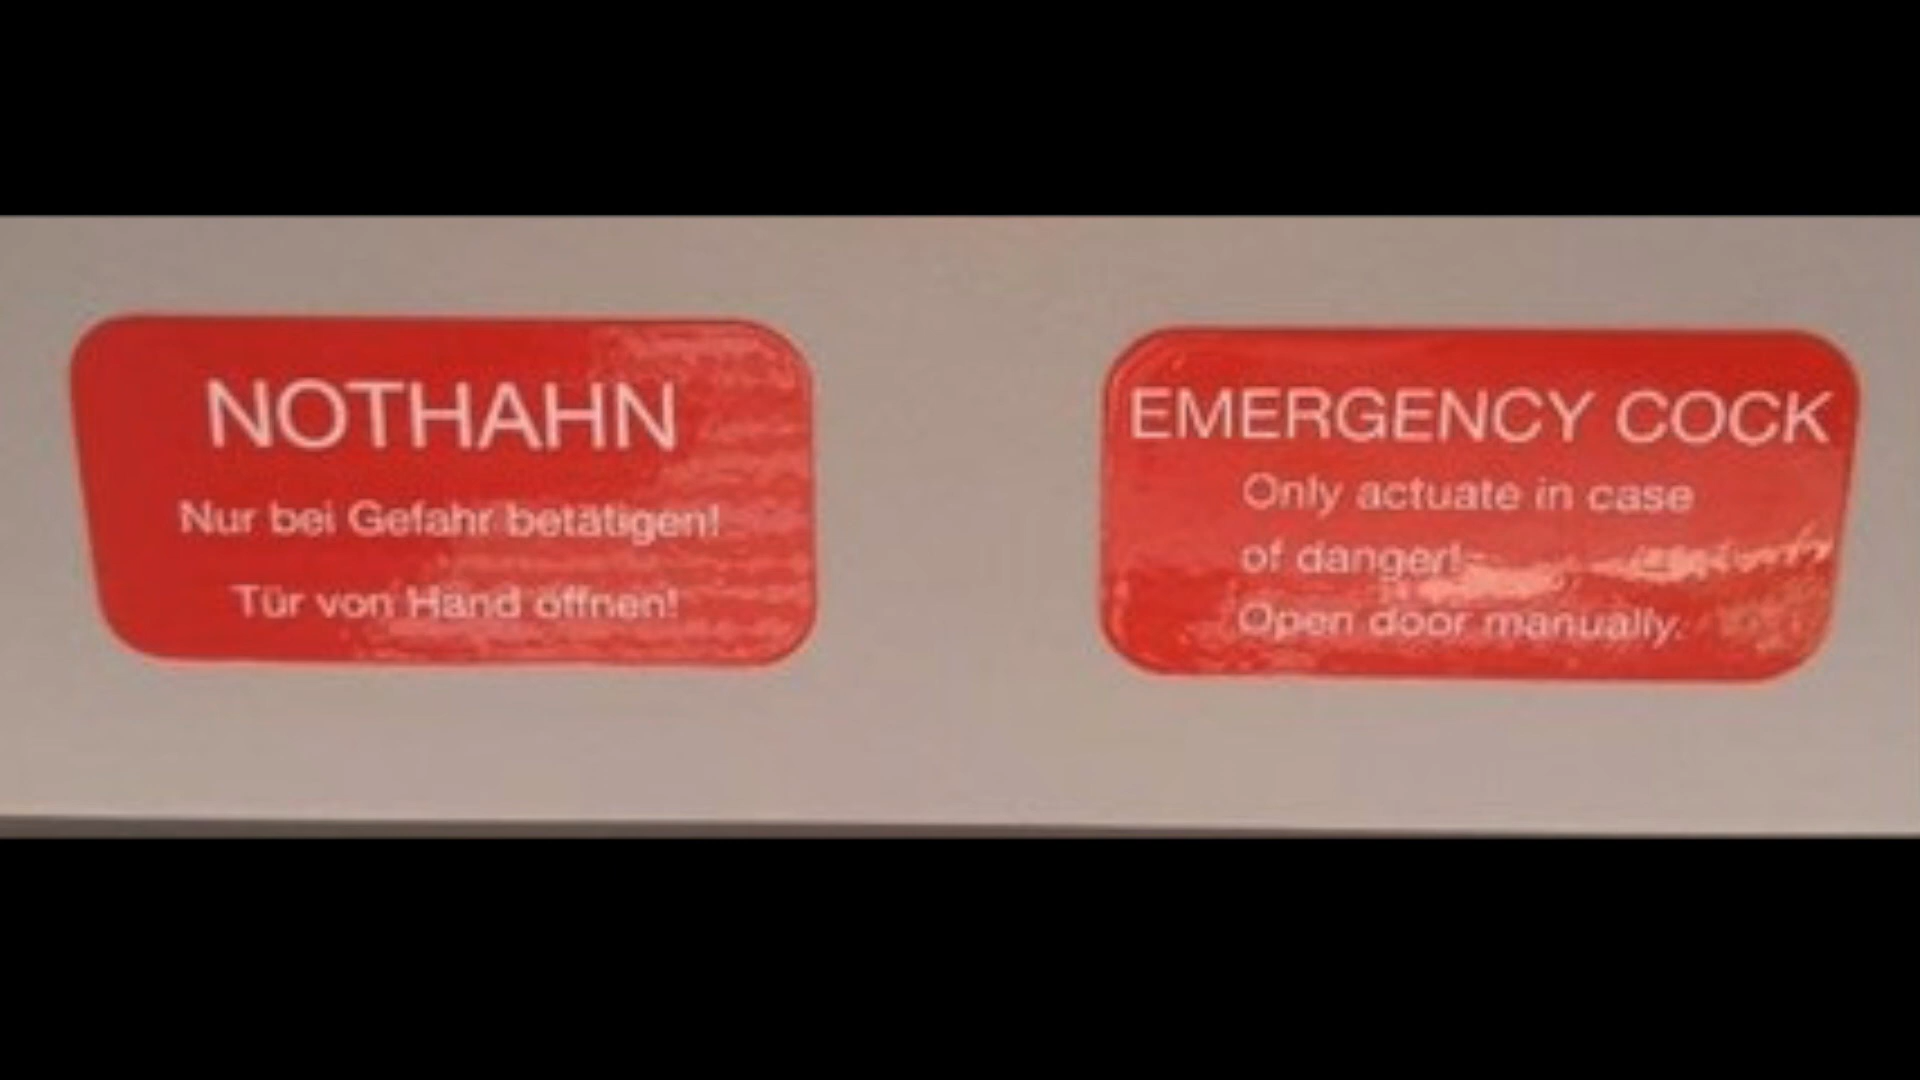 NOTHAHN
Nur bei Gefahr betätigen!
Tür von Hand öffnen!
EMERGENCY COCK
Only actuate in case
of danger!
Open door manually.